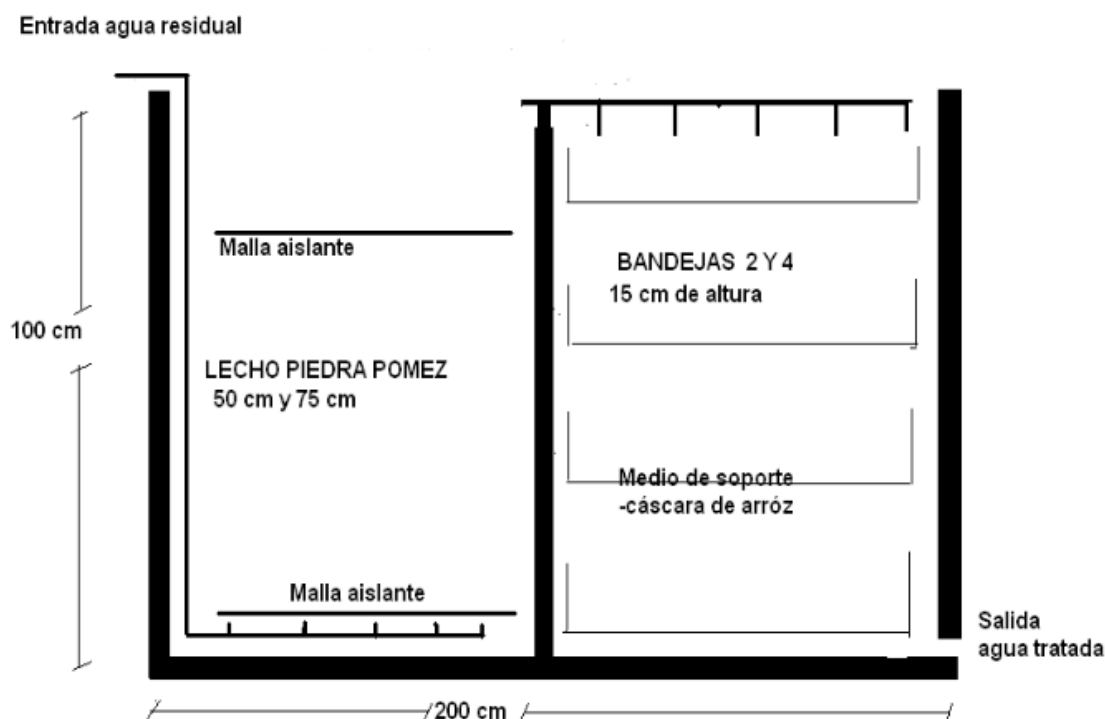 Entrada agua residual
Malla aislante
BANDEJAS 2 Y 4
15 cm de altura
100 cm
LECHO PIEDRA POMEZ
50 cm y 75 cm
Medio de soporte
-cáscara de arróz
Malla aislante
Salida
agua tratada
200 cm